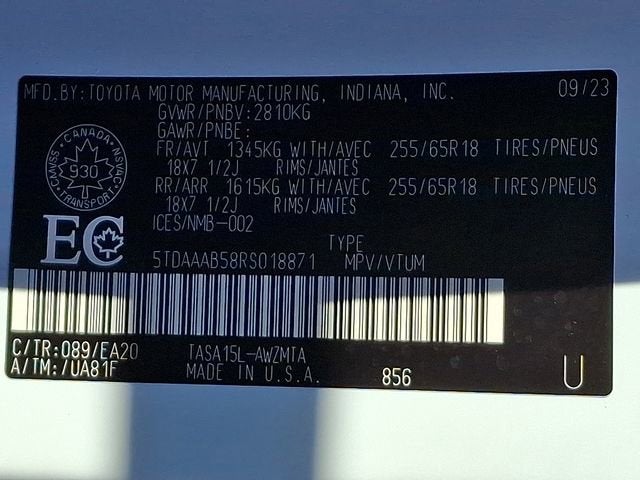 MFD.BY:TOYOTA MOTOR MANUFACTURING, INDIANA, INC. 09/23
GVWR/PNBV:2810KG
GAWR/PNBE:
FR/AVT 1345KG WITH/AVEC 255/65R18 TIRES/PNEUS
18X7 1/2J RIMS/JANTES
RR/ARR 1615KG WITH/AVEC 255/65R18 TIRES/PNEUS
18X7 1/2J RIMS/JANTES
ICES/NMB-002
CANADA
930
TRANSPORT
CMVSS
NSVAC
EC
TYPE
5TDAAAB58RS018871 MPV/VTUM
C/TR:089/EA20 TASA15L-AWZMTA
A/TM:/UA81F MADE IN U.S.A. 856 U